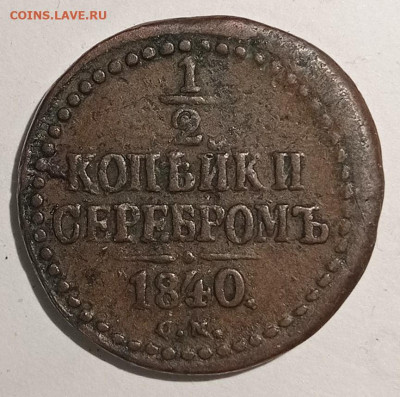 COINS.LAVE.RU
1
2
КОПѢЙКИ
СЕРЕБРОМЪ
1840.
С.М.